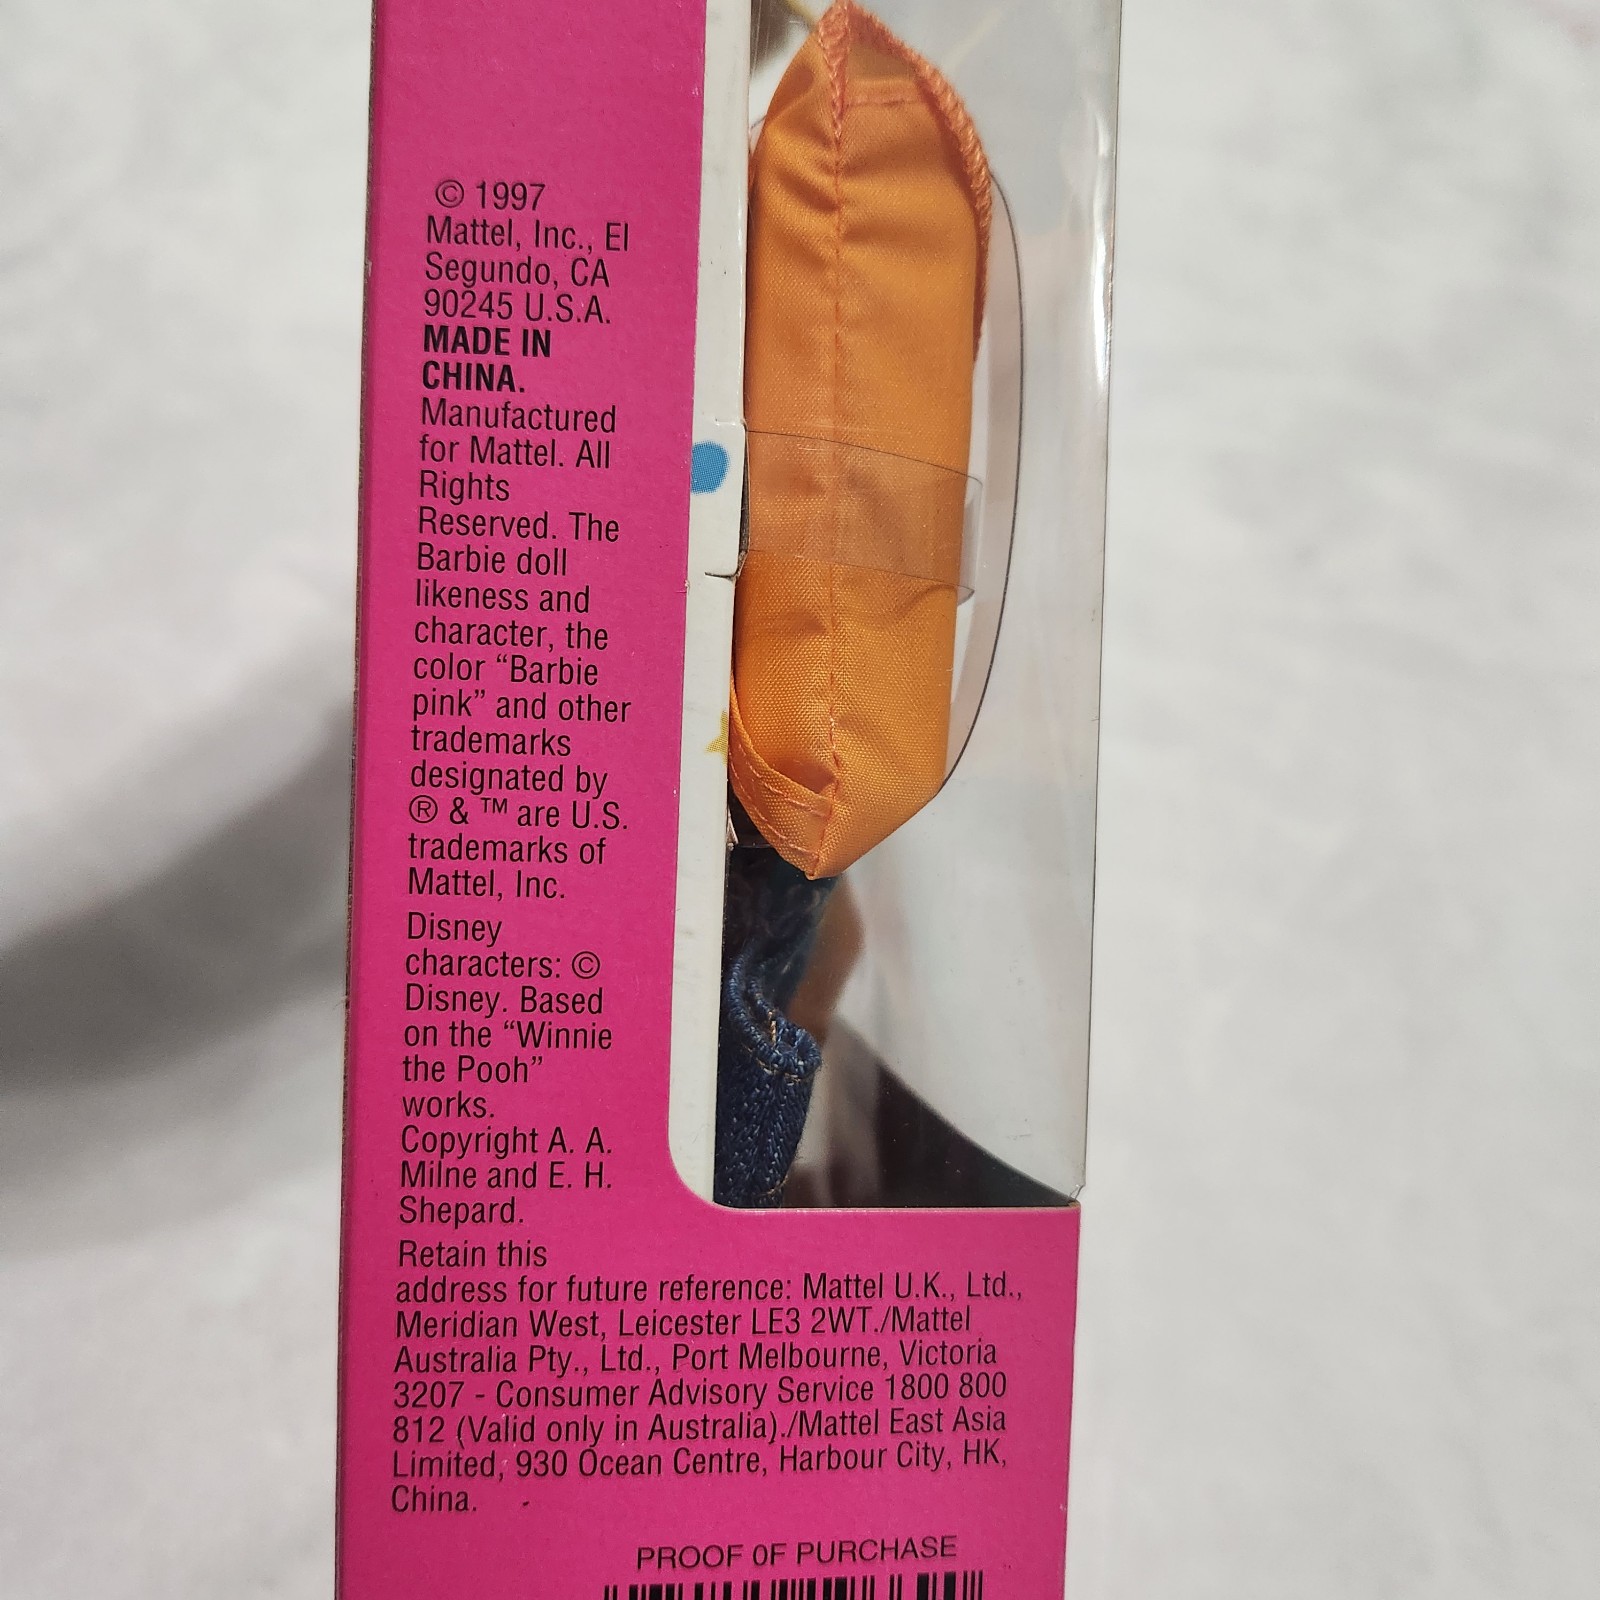 © 1997
Mattel, Inc., El
Segundo, CA
90245 U.S.A.
MADE IN
CHINA.
Manufactured
for Mattel. All
Rights
Reserved. The
Barbie doll
likeness and
character, the
color “Barbie
pink” and other
trademarks
designated by
® & ™ are U.S.
trademarks of
Mattel, Inc.
Disney
characters: ©
Disney. Based
on the “Winnie
the Pooh”
works.
Copyright A. A.
Milne and E. H.
Shepard.
Retain this
address for future reference: Mattel U.K., Ltd.,
Meridian West, Leicester LE3 2WT./Mattel
Australia Pty., Ltd., Port Melbourne, Victoria
3207 - Consumer Advisory Service 1800 800
812 (Valid only in Australia)./Mattel East Asia
Limited, 930 Ocean Centre, Harbour City, HK,
China.
PROOF OF PURCHASE